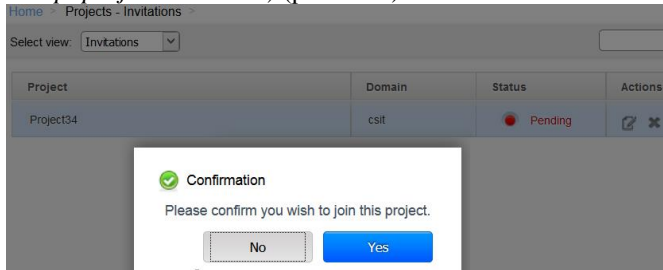 Home > Projects - Invitations >
Select view: Invitations
Project Domain Status Actions
Project34 csit Pending
Confirmation
Please confirm you wish to join this project.
No Yes